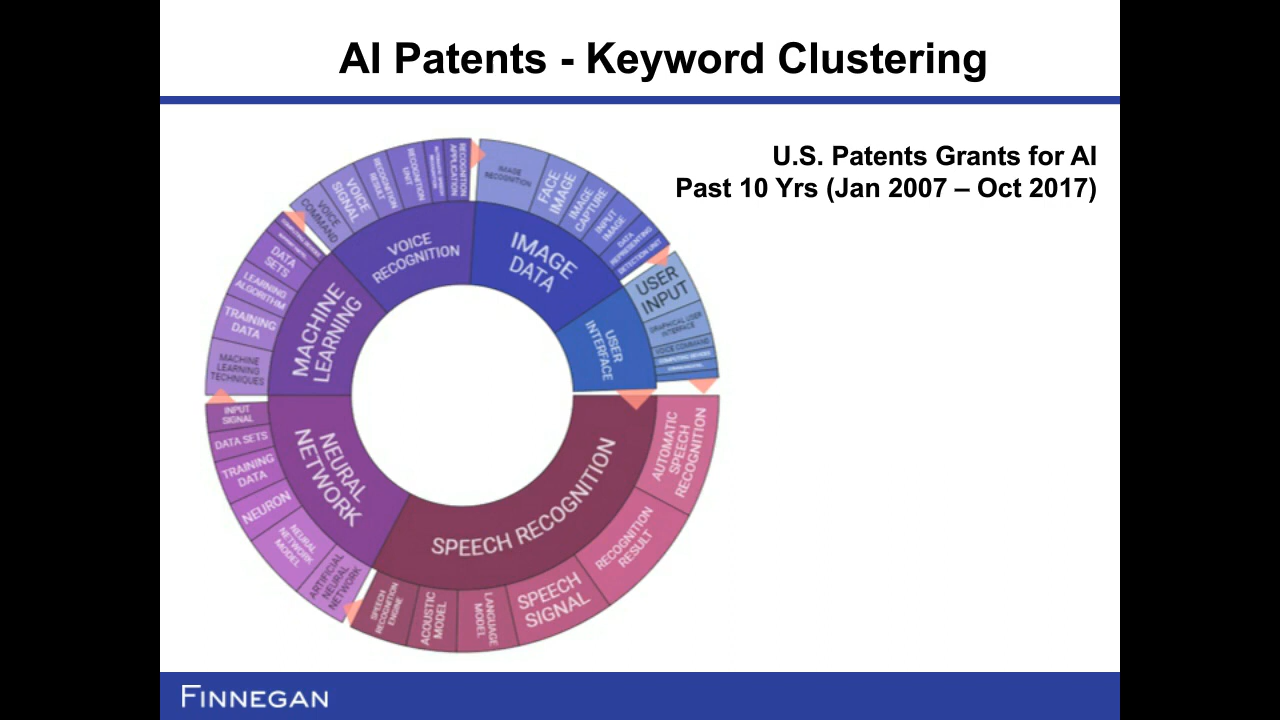 AI Patents - Keyword Clustering
U.S. Patents Grants for AI
Past 10 Yrs (Jan 2007 – Oct 2017)
IMAGE
DATA
IMAGE
RECOGNITION
FACE
IMAGE
IMAGE
CAPTURE
INPUT
IMAGE
DATA
REPRESENTING
DETECTION UNIT
USER
INTERFACE
USER
INPUT
GRAPHICAL USER
INTERFACE
VOICE COMMAND
COMPUTING DEVICES
SPEECH RECOGNITION
AUTOMATIC
SPEECH
RECOGNITION
RECOGNITION
RESULT
SPEECH
SIGNAL
LANGUAGE
MODEL
ACOUSTIC
MODEL
SPEECH
RECOGNITION
ENGINE
NEURAL
NETWORK
ARTIFICIAL
NEURAL
NETWORK
NEURAL
NETWORK
MODEL
NEURON
TRAINING
DATA
DATA SETS
INPUT
SIGNAL
MACHINE
LEARNING
MACHINE
LEARNING
TECHNIQUES
TRAINING
DATA
LEARNING
ALGORITHM
DATA
SETS
VOICE
RECOGNITION
VOICE
COMMAND
VOICE
SIGNAL
RECOGNITION
RESULT
RECOGNITION
UNIT
RECOGNITION
APPLICATION
FINNEGAN